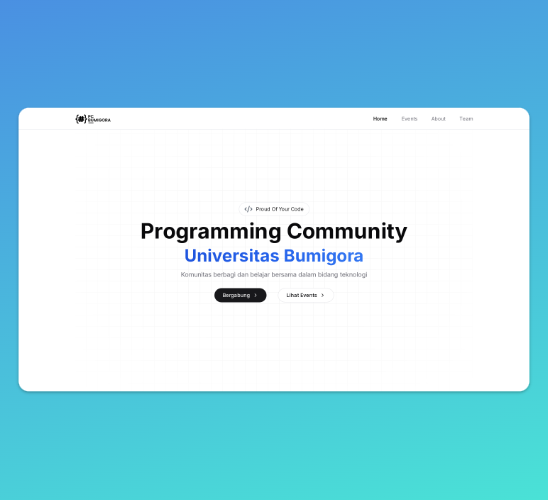 {#} PC
BUMIGORA
Home Events About Team
</> Proud Of Your Code
Programming Community
Universitas Bumigora
Komunitas berbagi dan belajar bersama dalam bidang teknologi
Bergabung >
Lihat Events >